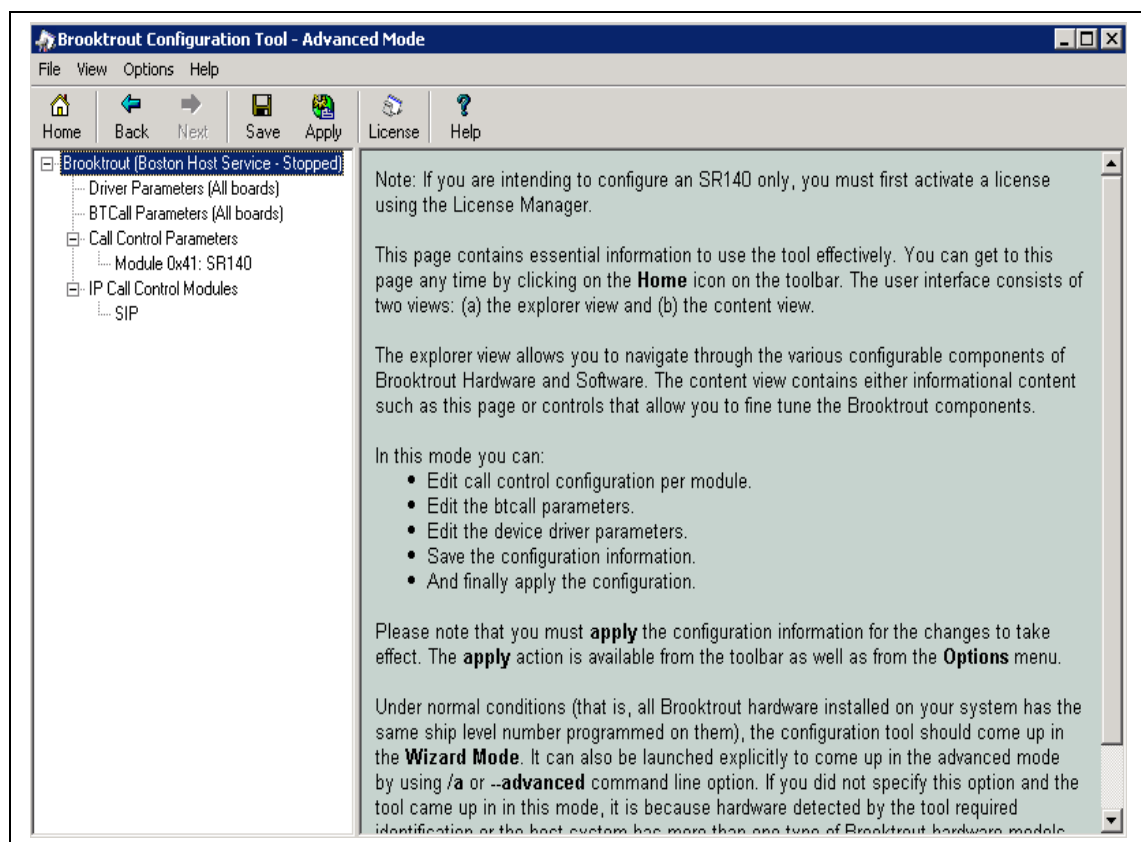 Brooktrout Configuration Tool - Advanced Mode
File View Options Help
Home Back Next Save Apply License Help
Brooktrout (Boston Host Service - Stopped)
Driver Parameters (All boards)
BTCall Parameters (All boards)
Call Control Parameters
Module 0x41: SR140
IP Call Control Modules
SIP
Note: If you are intending to configure an SR140 only, you must first activate a license
using the License Manager.
This page contains essential information to use the tool effectively. You can get to this
page any time by clicking on the Home icon on the toolbar. The user interface consists of
two views: (a) the explorer view and (b) the content view.
The explorer view allows you to navigate through the various configurable components of
Brooktrout Hardware and Software. The content view contains either informational content
such as this page or controls that allow you to fine tune the Brooktrout components.
In this mode you can:
• Edit call control configuration per module.
• Edit the btcall parameters.
• Edit the device driver parameters.
• Save the configuration information.
• And finally apply the configuration.
Please note that you must apply the configuration information for the changes to take
effect. The apply action is available from the toolbar as well as from the Options menu.
Under normal conditions (that is, all Brooktrout hardware installed on your system has the
same ship level number programmed on them), the configuration tool should come up in
the Wizard Mode. It can also be launched explicitly to come up in the advanced mode
by using /a or --advanced command line option. If you did not specify this option and the
tool came up in in this mode, it is because hardware detected by the tool required
identification or the host system has more than one type of Brooktrout hardware models